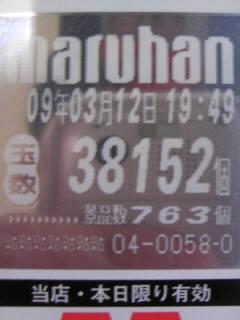 maruhan
09年03月12日 19:49
玉数 38152個
景品数 763個
04-0058-0
当店・本日限り有効